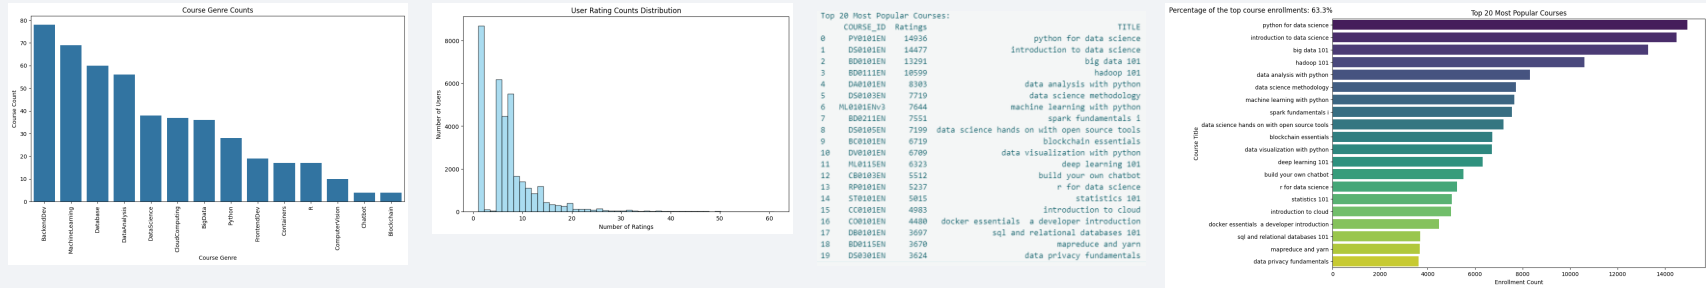 Course Genre Counts
Course Count
80
70
60
50
40
30
20
10
0
BackendDev
MachineLearning
Database
DataAnalysis
DataScience
CloudComputing
BigData
Python
FrontendDev
Containers
R
ComputerVision
Chatbot
Blockchain
Course Genre
User Rating Counts Distribution
Number of Users
8000
6000
4000
2000
0
0 10 20 30 40 50 60
Number of Ratings
Top 20 Most Popular Courses:
COURSE_ID Ratings TITLE
0 PY0101EN 14936 python for data science
1 DS0101EN 14477 introduction to data science
2 BD0101EN 13291 big data 101
3 BD0111EN 10599 hadoop 101
4 DA0101EN 8303 data analysis with python
5 DS0103EN 7719 data science methodology
6 ML0101ENv3 7644 machine learning with python
7 BD0211EN 7551 spark fundamentals i
8 DS0105EN 7199 data science hands on with open source tools
9 BC0101EN 6719 blockchain essentials
10 DV0101EN 6709 data visualization with python
11 ML0115EN 6323 deep learning 101
12 CB0103EN 5512 build your own chatbot
13 RP0101EN 5237 r for data science
14 ST0101EN 5015 statistics 101
15 CC0101EN 4983 introduction to cloud
16 CO0101EN 4480 docker essentials a developer introduction
17 DB0101EN 3697 sql and relational databases 101
18 BD0115EN 3670 mapreduce and yarn
19 DS0301EN 3624 data privacy fundamentals
Percentage of the top course enrollments: 63.3%
Top 20 Most Popular Courses
Course Title
python for data science
introduction to data science
big data 101
hadoop 101
data analysis with python
data science methodology
machine learning with python
spark fundamentals i
data science hands on with open source tools
blockchain essentials
data visualization with python
deep learning 101
build your own chatbot
r for data science
statistics 101
introduction to cloud
docker essentials a developer introduction
sql and relational databases 101
mapreduce and yarn
data privacy fundamentals
0 2000 4000 6000 8000 10000 12000 14000
Enrollment Count